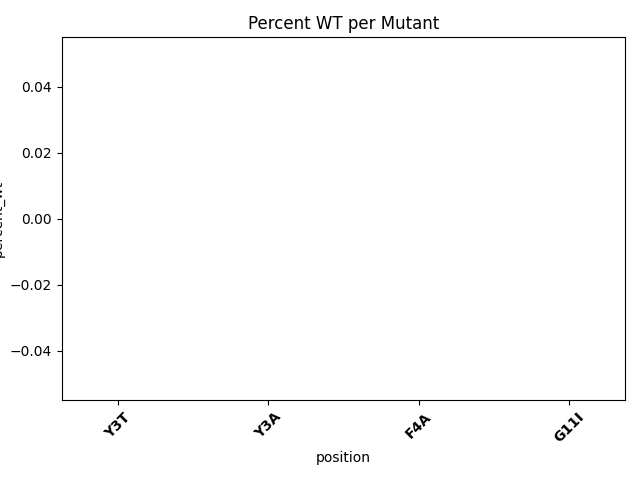 Percent WT per Mutant
0.04
0.02
0.00
−0.02
−0.04
percent_wt
Y3T
Y3A
F4A
G11I
position